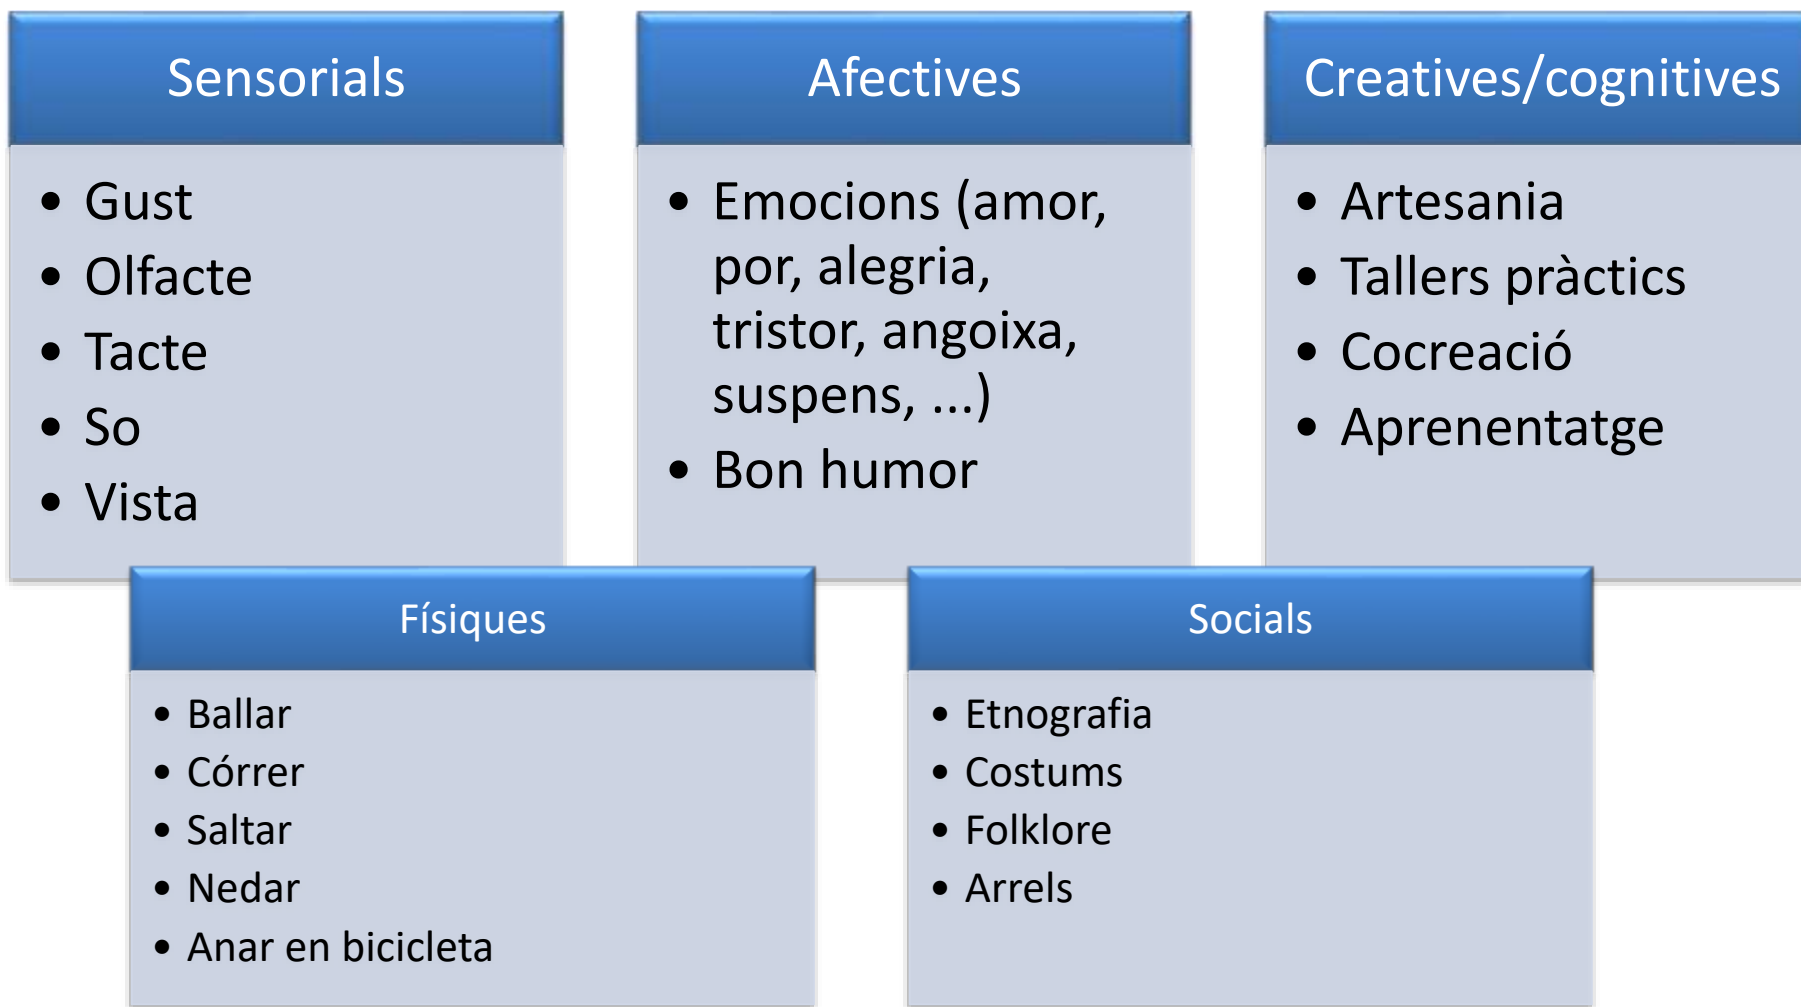 Sensorials
• Gust
• Olfacte
• Tacte
• So
• Vista
Afectives
• Emocions (amor,
por, alegria,
tristor, angoixa,
suspens, ...)
• Bon humor
Creatives/cognitives
• Artesania
• Tallers pràctics
• Cocreació
• Aprenentatge
Físiques
• Ballar
• Córrer
• Saltar
• Nedar
• Anar en bicicleta
Socials
• Etnografia
• Costums
• Folklore
• Arrels